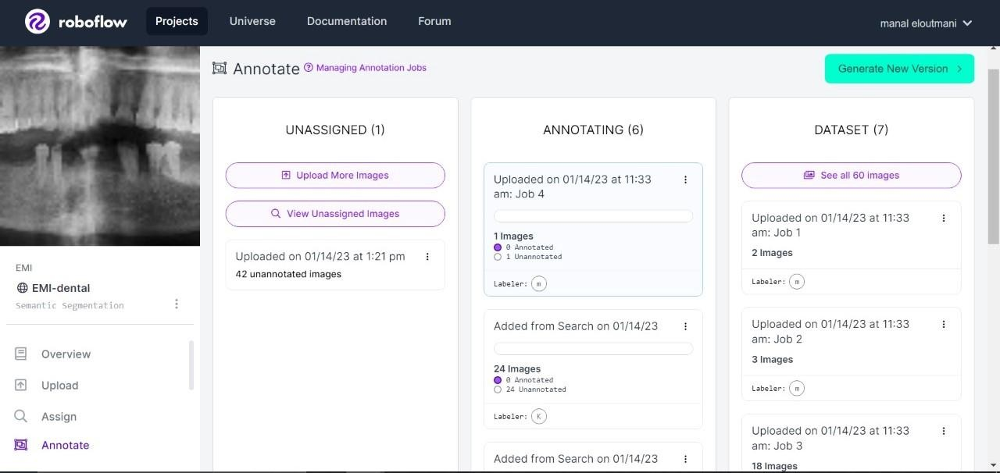 roboflow
Projects
Universe
Documentation
Forum
manal eloutmani
Annotate
Managing Annotation Jobs
Generate New Version
EMI
EMI-dental
Semantic Segmentation
Overview
Upload
Assign
Annotate
UNASSIGNED (1)
Upload More Images
View Unassigned Images
Uploaded on 01/14/23 at 1:21 pm
42 unannotated images
ANNOTATING (6)
Uploaded on 01/14/23 at 11:33
am: Job 4
1 Images
0 Annotated
1 Unannotated
Labeler: m
Added from Search on 01/14/23
24 Images
0 Annotated
24 Unannotated
Labeler: K
Added from Search on 01/14/23
DATASET (7)
See all 60 images
Uploaded on 01/14/23 at 11:33
am: Job 1
2 Images
Labeler: m
Uploaded on 01/14/23 at 11:33
am: Job 2
3 Images
Labeler: m
Uploaded on 01/14/23 at 11:33
am: Job 3
18 Images